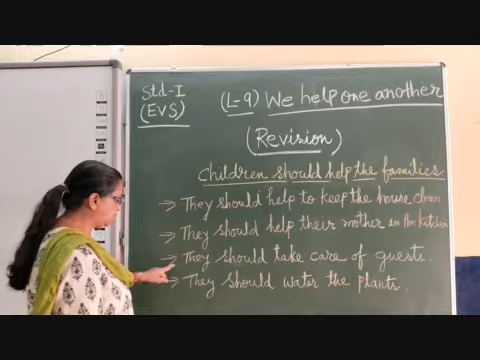 Std-I (L-9) We help one another
(EVS)
(Revision)
Children should help the families
→ They should help to keep the house clean
→ They should help their mother in the kitchen
→ They should take care of guests.
→ They should water the plants.